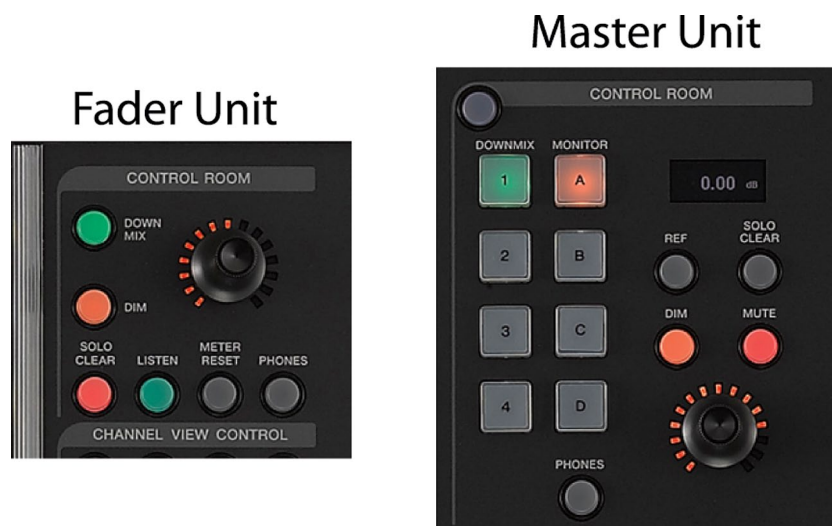 Fader Unit
CONTROL ROOM
DOWN
MIX
DIM
SOLO
CLEAR
LISTEN
METER
RESET
PHONES
CHANNEL VIEW CONTROL
Master Unit
CONTROL ROOM
DOWNMIX
MONITOR
1
A
0.00 dB
2
B
REF
SOLO
CLEAR
3
C
DIM
MUTE
4
D
PHONES